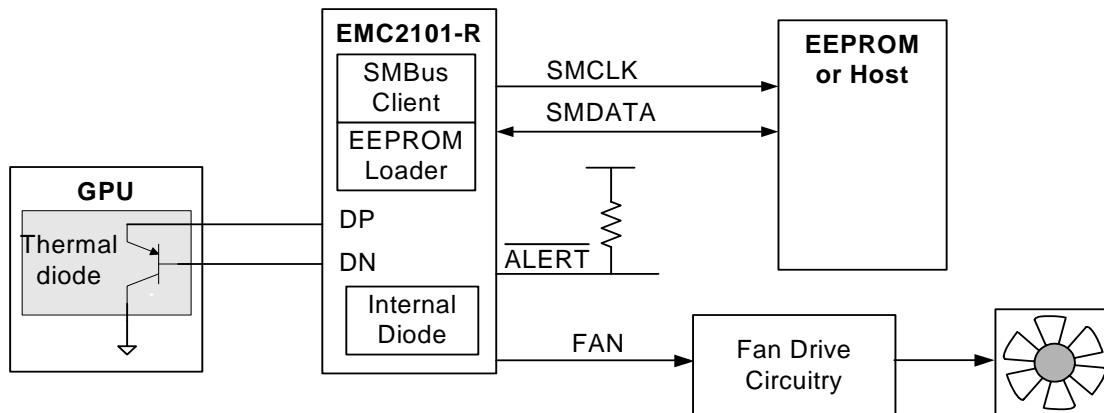 EMC2101-R
SMBus
Client
EEPROM
Loader
DP
DN
Internal
Diode
GPU
Thermal
diode
SMCLK
SMDATA
ALERT
FAN
EEPROM
or Host
Fan Drive
Circuitry